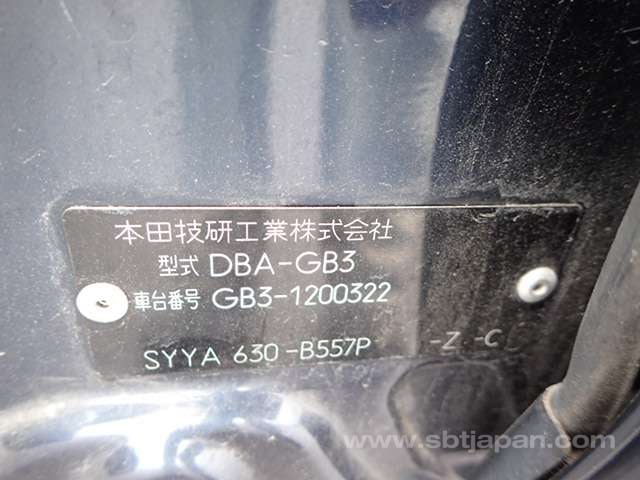 本田技研工業株式会社
型式 DBA-GB3
車台番号 GB3-1200322
SYYA 630-B557P -Z -C
www.sbtjapan.com